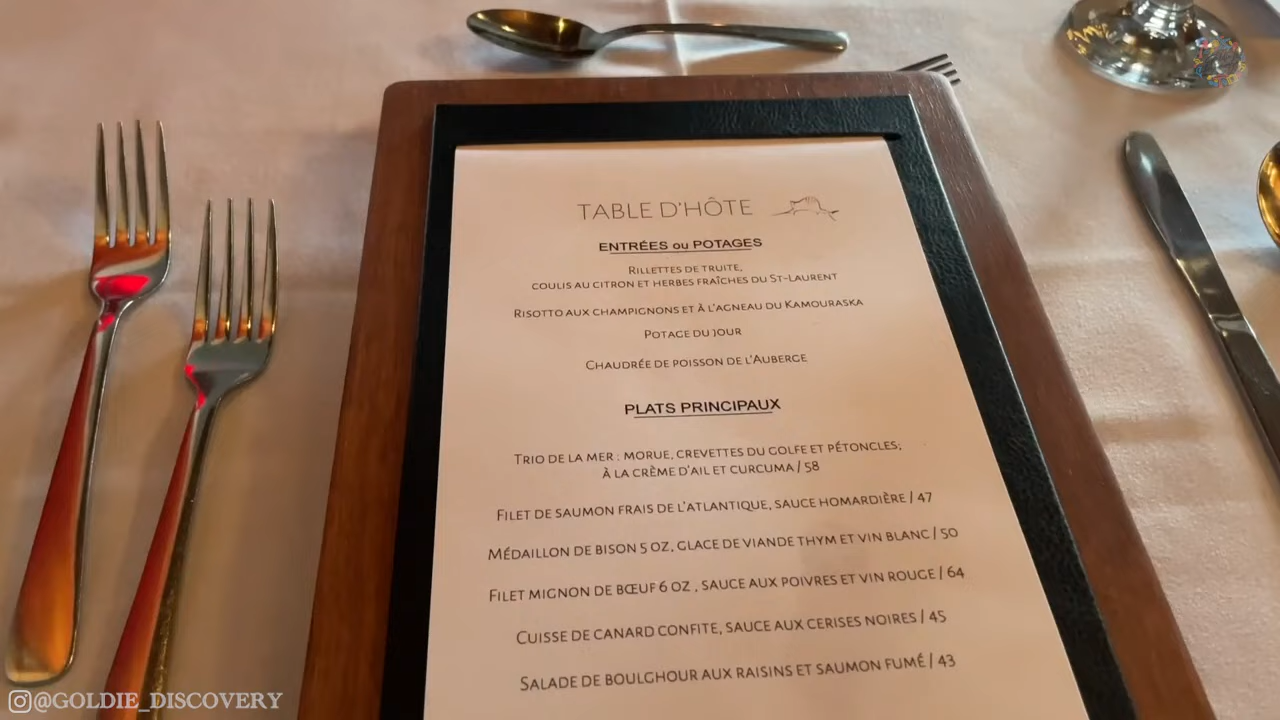 TABLE D'HÔTE
ENTRÉES ou POTAGES
RILLETTES DE TRUITE,
COULIS AU CITRON ET HERBES FRAÎCHES DU ST-LAURENT
RISOTTO AUX CHAMPIGNONS ET À L'AGNEAU DU KAMOURASKA
POTAGE DU JOUR
CHAUDRÉE DE POISSON DE L'AUBERGE
PLATS PRINCIPAUX
TRIO DE LA MER : MORUE, CREVETTES DU GOLFE ET PÉTONCLES,
À LA CRÈME D'AIL ET CURCUMA / 58
FILET DE SAUMON FRAIS DE L'ATLANTIQUE, SAUCE HOMARDIÈRE / 47
MÉDAILLON DE BISON 5 OZ, GLACE DE VIANDE THYM ET VIN BLANC / 50
FILET MIGNON DE BŒUF 6 OZ , SAUCE AUX POIVRES ET VIN ROUGE / 64
CUISSE DE CANARD CONFITE, SAUCE AUX CERISES NOIRES / 45
SALADE DE BOULGHOUR AUX RAISINS ET SAUMON FUMÉ / 43
@GOLDIE_DISCOVERY